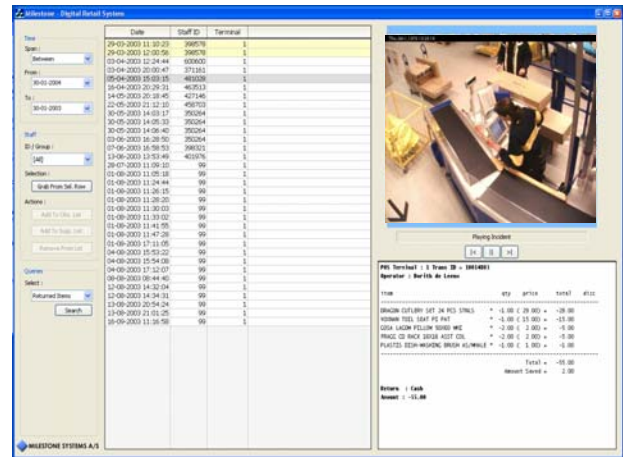 Milestone - Digital Retail System
Time
Span :
Between
From :
30-01-2004
To :
30-01-2003
Staff
ID / Group :
[All]
Selection :
Grab From Sel. Row
Actions :
Add To Obs. List
Add To Susp. List
Remove From List
Queries
Select :
Returned Items
Search
MILESTONE SYSTEMS A/S
Date Staff ID Terminal
29-03-2003 11:10:23 398578 1
29-03-2003 12:00:56 398578 1
03-04-2003 12:24:44 600600 1
03-04-2003 20:00:47 371161 1
05-04-2003 15:03:15 481028 1
16-04-2003 20:29:31 463513 1
14-05-2003 20:18:45 427146 1
22-05-2003 21:12:10 458703 1
30-05-2003 14:03:17 350264 1
30-05-2003 14:05:33 350264 1
30-05-2003 14:06:40 350264 1
03-06-2003 16:28:50 350264 1
07-06-2003 16:58:53 398321 1
13-06-2003 13:53:49 401976 1
28-07-2003 11:09:10 99 1
01-08-2003 11:05:18 99 1
01-08-2003 11:24:44 99 1
01-08-2003 11:26:15 99 1
01-08-2003 11:28:20 99 1
01-08-2003 11:30:03 99 1
01-08-2003 11:33:02 99 1
01-08-2003 11:41:55 99 1
01-08-2003 11:47:28 99 1
01-08-2003 17:11:05 99 1
04-08-2003 15:53:22 99 1
04-08-2003 15:54:08 99 1
04-08-2003 17:12:07 99 1
08-08-2003 08:44:40 99 1
12-08-2003 14:32:04 99 1
12-08-2003 14:34:31 99 1
13-08-2003 20:54:24 99 1
13-08-2003 21:01:25 99 1
16-09-2003 11:16:58 99 1
Playing Incident
POS Terminal : 1 Trans ID = 10014801
Operator : Dorith de Leeuw
item qty price total disc
DRAGON CUTLERY SET 24 PCS STNLS * -1.00 ( 28.00) = -28.00
-1.00 ( 15.00) = -15.00
GOSA LAGOM PILLOW 50X60 WHI * -2.00 ( 2.00) = -5.00
PRAGG CD RACK 16X18 ASST COL * -2.00 ( 2.00) = -5.00
PLASTIS DISH-WASHING BRUSH AS/WHALE * -1.00 ( 1.00) = -1.00
Total = -55.00
Amount Saved = 2.00
Return : Cash
Amount : -55.00